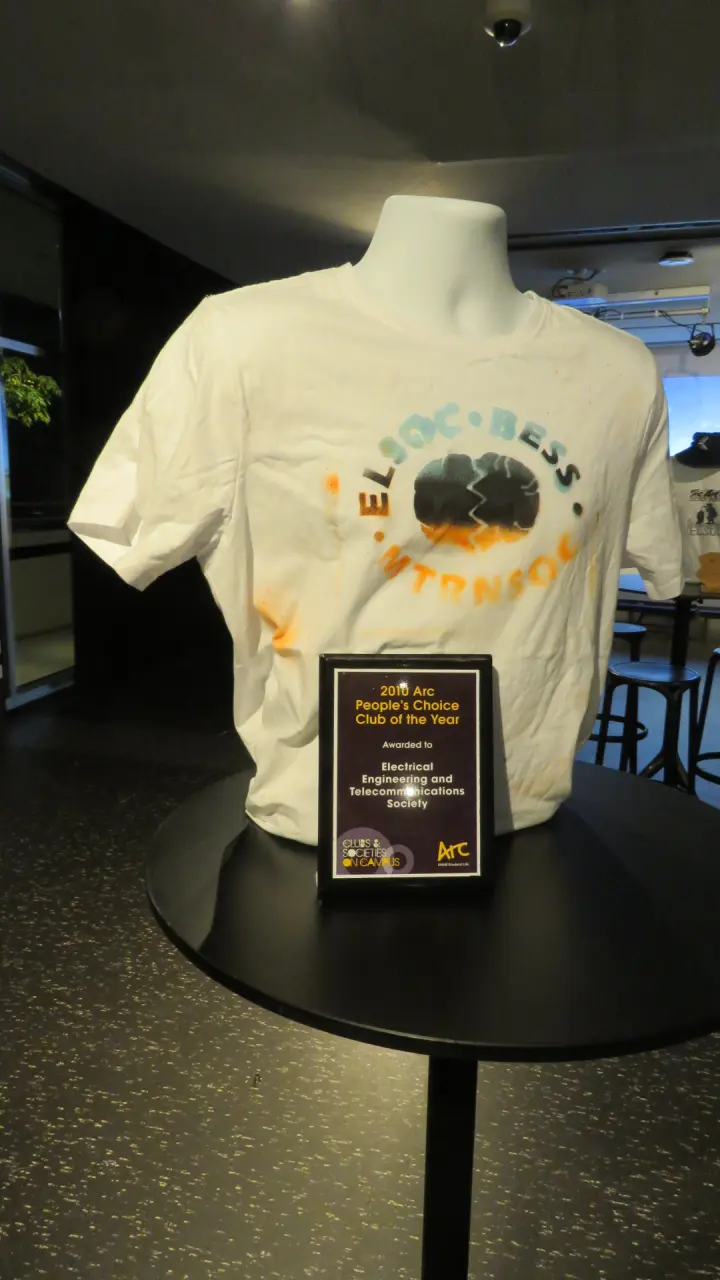 ELSOC • BESS •
• MTRNSOC
2010 Arc
People's Choice
Club of the Year
Awarded to
Electrical
Engineering and
Telecommunications
Society
CLUBS &
SOCIETIES
ON CAMPUS
Arc